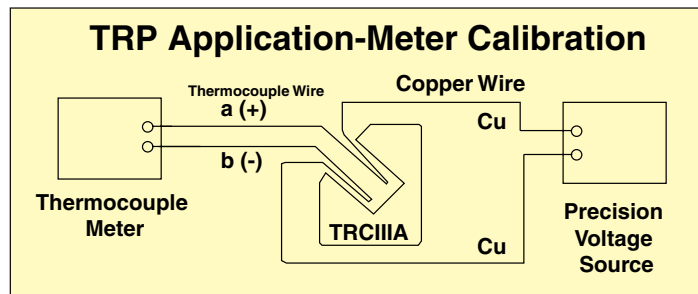 TRP Application-Meter Calibration
Thermocouple Wire
a (+)
b (-)
Copper Wire
Cu
Thermocouple
Meter
TRCIIIA
Cu
Precision
Voltage
Source